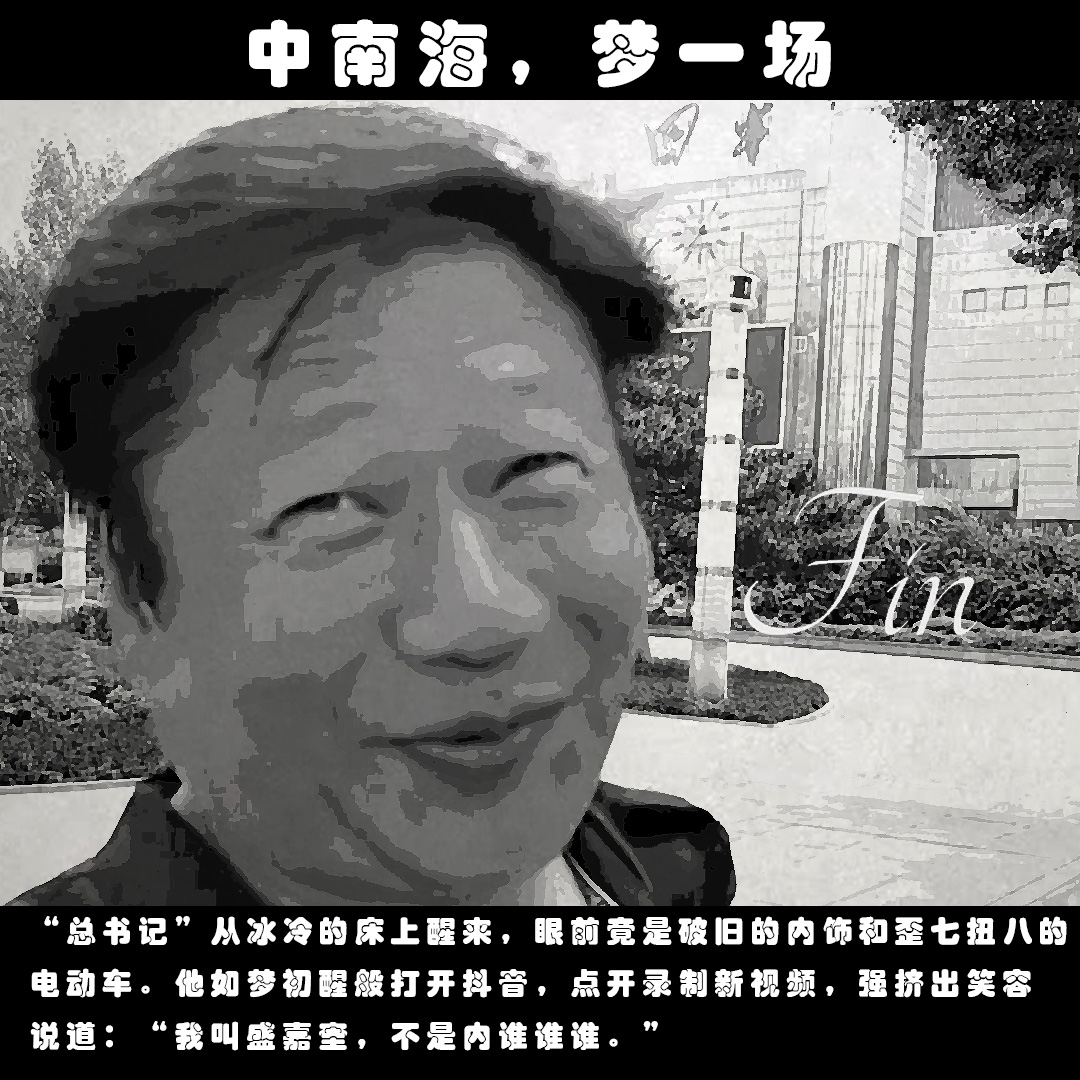 中南海，梦一场
Fin
“总书记”从冰冷的床上醒来，眼前竟是破旧的内饰和歪七扭八的
电动车。他如梦初醒般打开抖音，点开录制新视频，强挤出笑容
说道：“我叫盛嘉奎，不是内谁谁谁。”